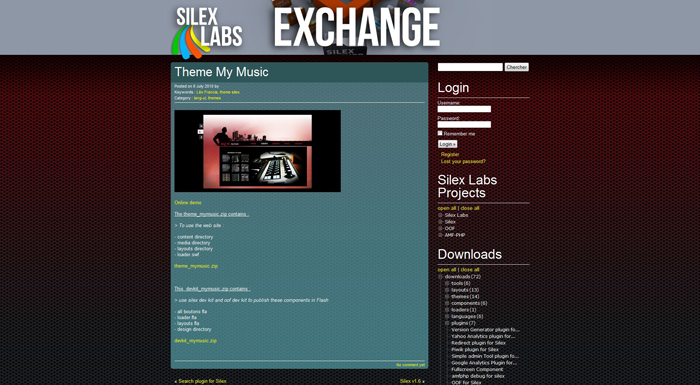 SILEX
LABS
EXCHANGE
SILEX
Theme My Music
Posted on 8 July 2010 by
Keywords : Léo Frianiar, theme silex
Category : lang:yi, themes
Online demo
The theme_mymusic.zip contains :
> To use the web site :
- content directory
- media directory
- layouts directory
- loader.swf
theme_mymusic.zip
This devkit_mymusic.zip contains :
> use silex dev kit and oof dev kit to publish these components in Flash
- all boutons fla
- loader.fla
- layouts fla
- design directory
devkit_mymusic.zip
No comment yet
« Search plugin for Silex
Silex v1.6 »
Chercher
Login
Username:
Password:
Remember me
Login »
Register
Lost your password?
Silex Labs
Projects
open all | close all
Silex Labs
Silex
OOF
AMF-PHP
Downloads
open all | close all
downloads (72)
tools (6)
layouts (13)
themes (14)
components (6)
loaders (1)
languages (6)
plugins (7)
Version Generator plugin fo...
Yahoo Analytics plugin for...
Redirect plugin for Silex
Piwik plugin for Silex
Simple admin Tool plugin fo...
Google Analytics Plugin for...
Fullscreen Component
amfphp debug for silex
OOF for Silex